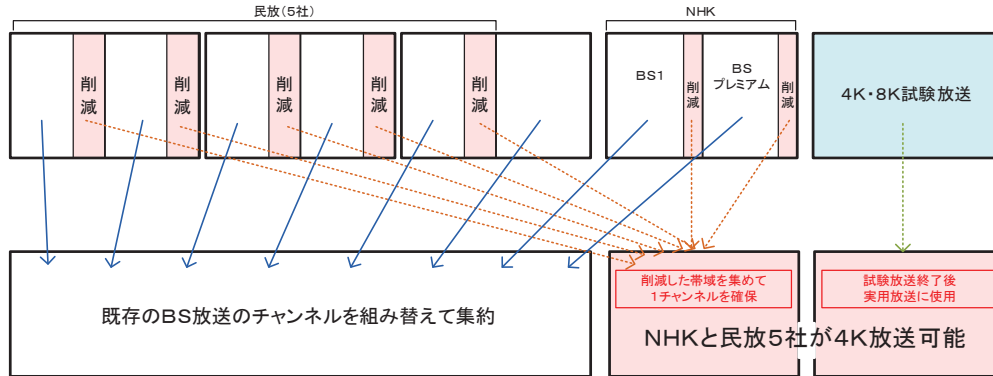 民放(5社)
NHK
削減
削減
削減
削減
削減
BS1
削減
BS
プレミアム
削減
4K・8K試験放送
既存のBS放送のチャンネルを組み替えて集約
削減した帯域を集めて
1チャンネルを確保
試験放送終了後
実用放送に使用
NHKと民放5社が4K放送可能